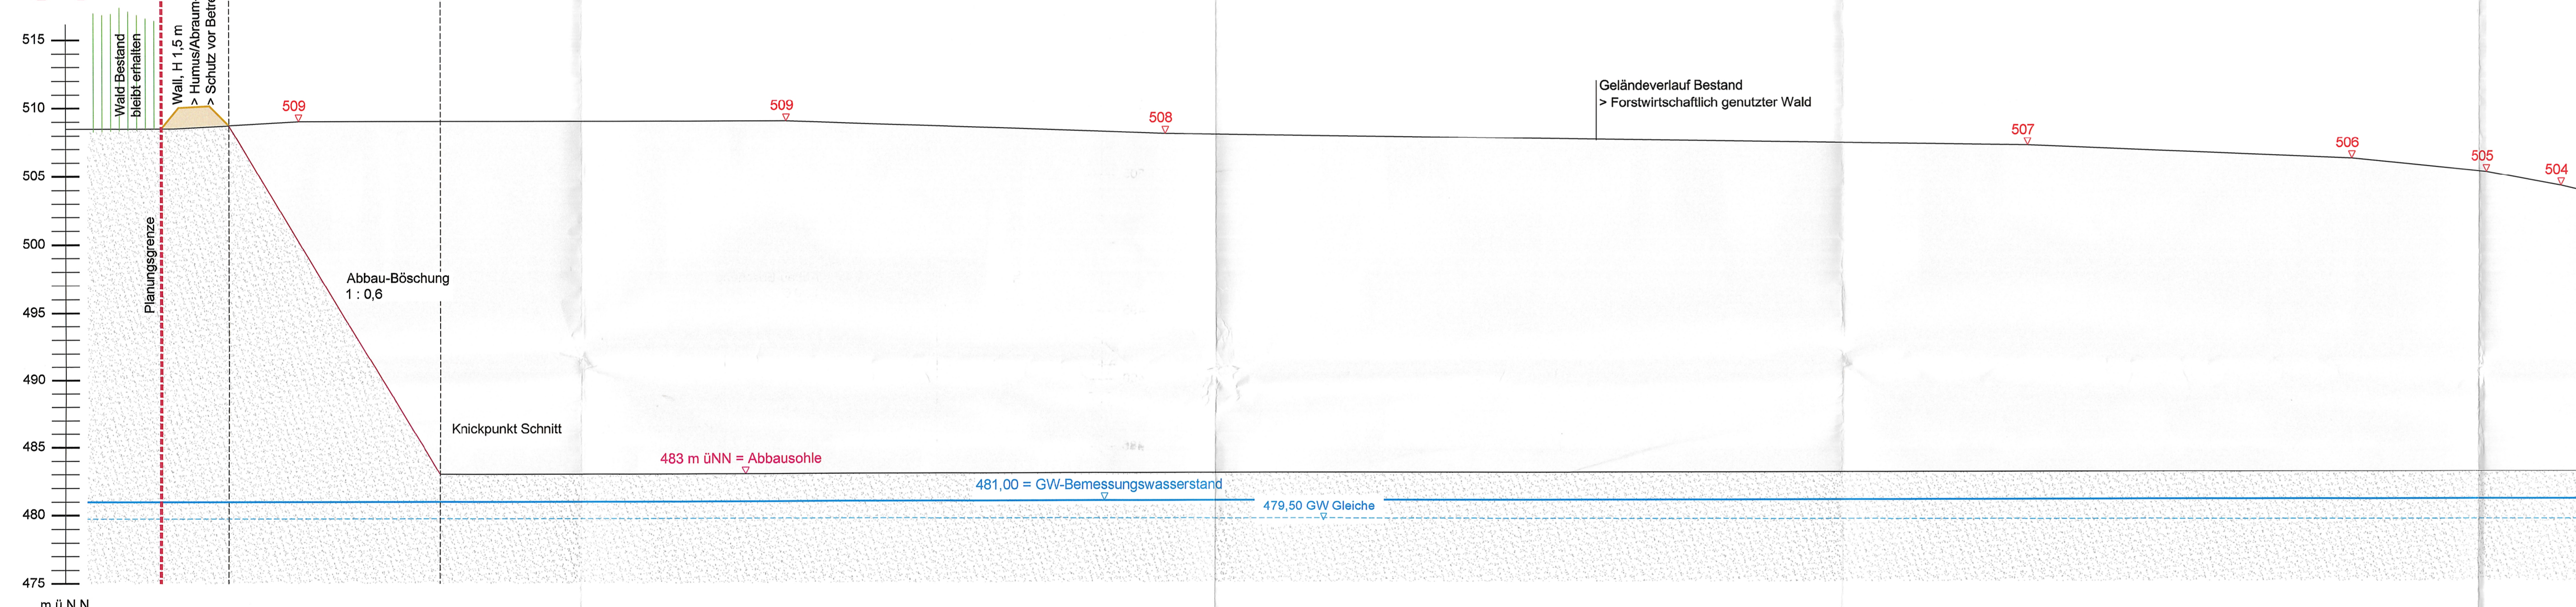 515
510
505
500
495
490
485
480
475
m ü.N.N.
Wald Bestand
bleibt erhalten
Wall, H 1,5 m
> Humus/Abraum-
> Schutz vor
Planungsgrenze
509
509
508
Geländeverlauf Bestand
> Forstwirtschaftlich genutzter Wald
507
506
505
504
Abbau-Böschung
1 : 0,6
Knickpunkt Schnitt
483 m üNN = Abbausohle
481,00 = GW-Bemessungswasserstand
479,50 GW Gleiche